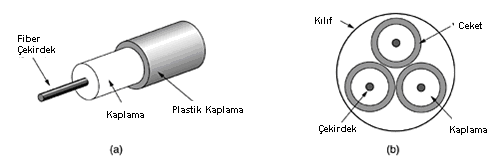 Fiber
Çekirdek
Kaplama
Plastik Kaplama
(a)
Kılıf
Ceket
Çekirdek
Kaplama
(b)